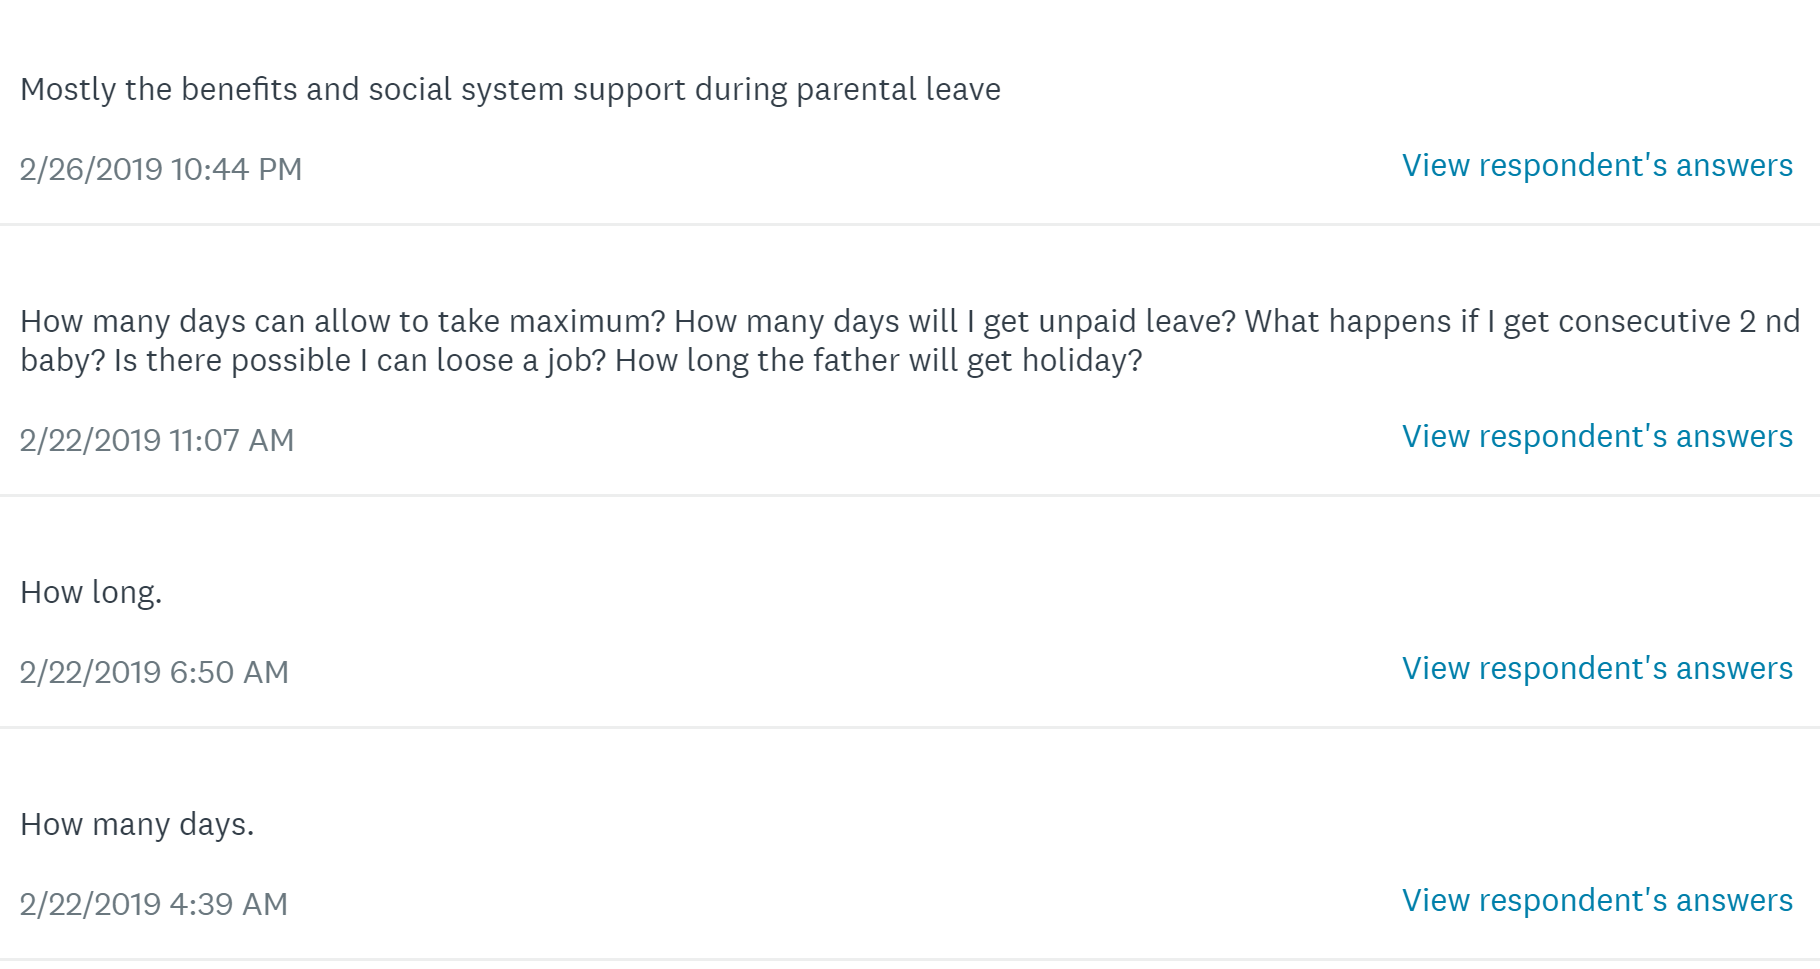 Mostly the benefits and social system support during parental leave
2/26/2019 10:44 PM
View respondent's answers
How many days can allow to take maximum? How many days will I get unpaid leave? What happens if I get consecutive 2 nd
baby? Is there possible I can loose a job? How long the father will get holiday?
2/22/2019 11:07 AM
View respondent's answers
How long.
2/22/2019 6:50 AM
View respondent's answers
How many days.
2/22/2019 4:39 AM
View respondent's answers